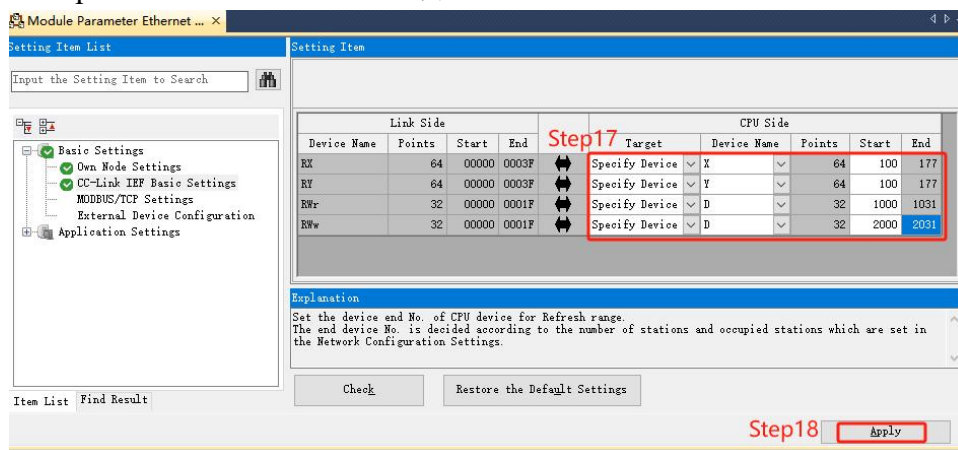 Module Parameter Ethernet ... ×
Setting Item List
Setting Item
Input the Setting Item to Search
Basic Settings
Own Node Settings
CC-Link IEF Basic Settings
MODBUS/TCP Settings
External Device Configuration
Application Settings
Link Side CPU Side
Step17
Device Name Points Start End Target Device Name Points Start End
RX 64 00000 0003F Specify Device X 64 100 177
RY 64 00000 0003F Specify Device Y 64 100 177
RWr 32 00000 0001F Specify Device D 32 1000 1031
RWw 32 00000 0001F Specify Device D 32 2000 2031
Explanation
Set the device end No. of CPU device for Refresh range.
The end device No. is decided according to the number of stations and occupied stations which are set in
the Network Configuration Settings.
Check Restore the Default Settings
Item List Find Result
Step18 Apply